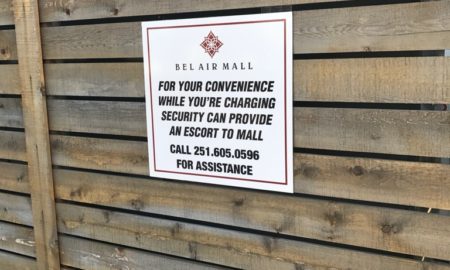 BEL AIR MALL
FOR YOUR CONVENIENCE
WHILE YOU'RE CHARGING
SECURITY CAN PROVIDE
AN ESCORT TO MALL
CALL 251.605.0596
FOR ASSISTANCE